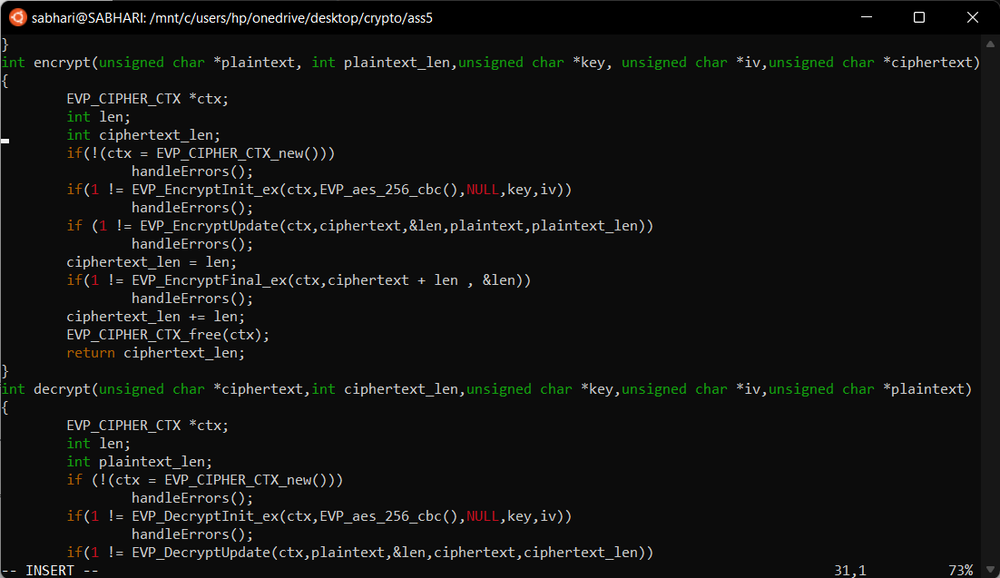 sabhari@SABHARI: /mnt/c/users/hp/onedrive/desktop/crypto/ass5
}
int encrypt(unsigned char *plaintext, int plaintext_len,unsigned char *key, unsigned char *iv,unsigned char *ciphertext)
{
        EVP_CIPHER_CTX *ctx;
        int len;
        int ciphertext_len;
        if(!(ctx = EVP_CIPHER_CTX_new()))
                handleErrors();
        if(1 != EVP_EncryptInit_ex(ctx,EVP_aes_256_cbc(),NULL,key,iv))
                handleErrors();
        if (1 != EVP_EncryptUpdate(ctx,ciphertext,&len,plaintext,plaintext_len))
                handleErrors();
        ciphertext_len = len;
        if(1 != EVP_EncryptFinal_ex(ctx,ciphertext + len , &len))
                handleErrors();
        ciphertext_len += len;
        EVP_CIPHER_CTX_free(ctx);
        return ciphertext_len;
}
int decrypt(unsigned char *ciphertext,int ciphertext_len,unsigned char *key,unsigned char *iv,unsigned char *plaintext)
{
        EVP_CIPHER_CTX *ctx;
        int len;
        int plaintext_len;
        if (!(ctx = EVP_CIPHER_CTX_new()))
                handleErrors();
        if(1 != EVP_DecryptInit_ex(ctx,EVP_aes_256_cbc(),NULL,key,iv))
                handleErrors();
        if(1 != EVP_DecryptUpdate(ctx,plaintext,&len,ciphertext,ciphertext_len))
-- INSERT -- 31,1 73%